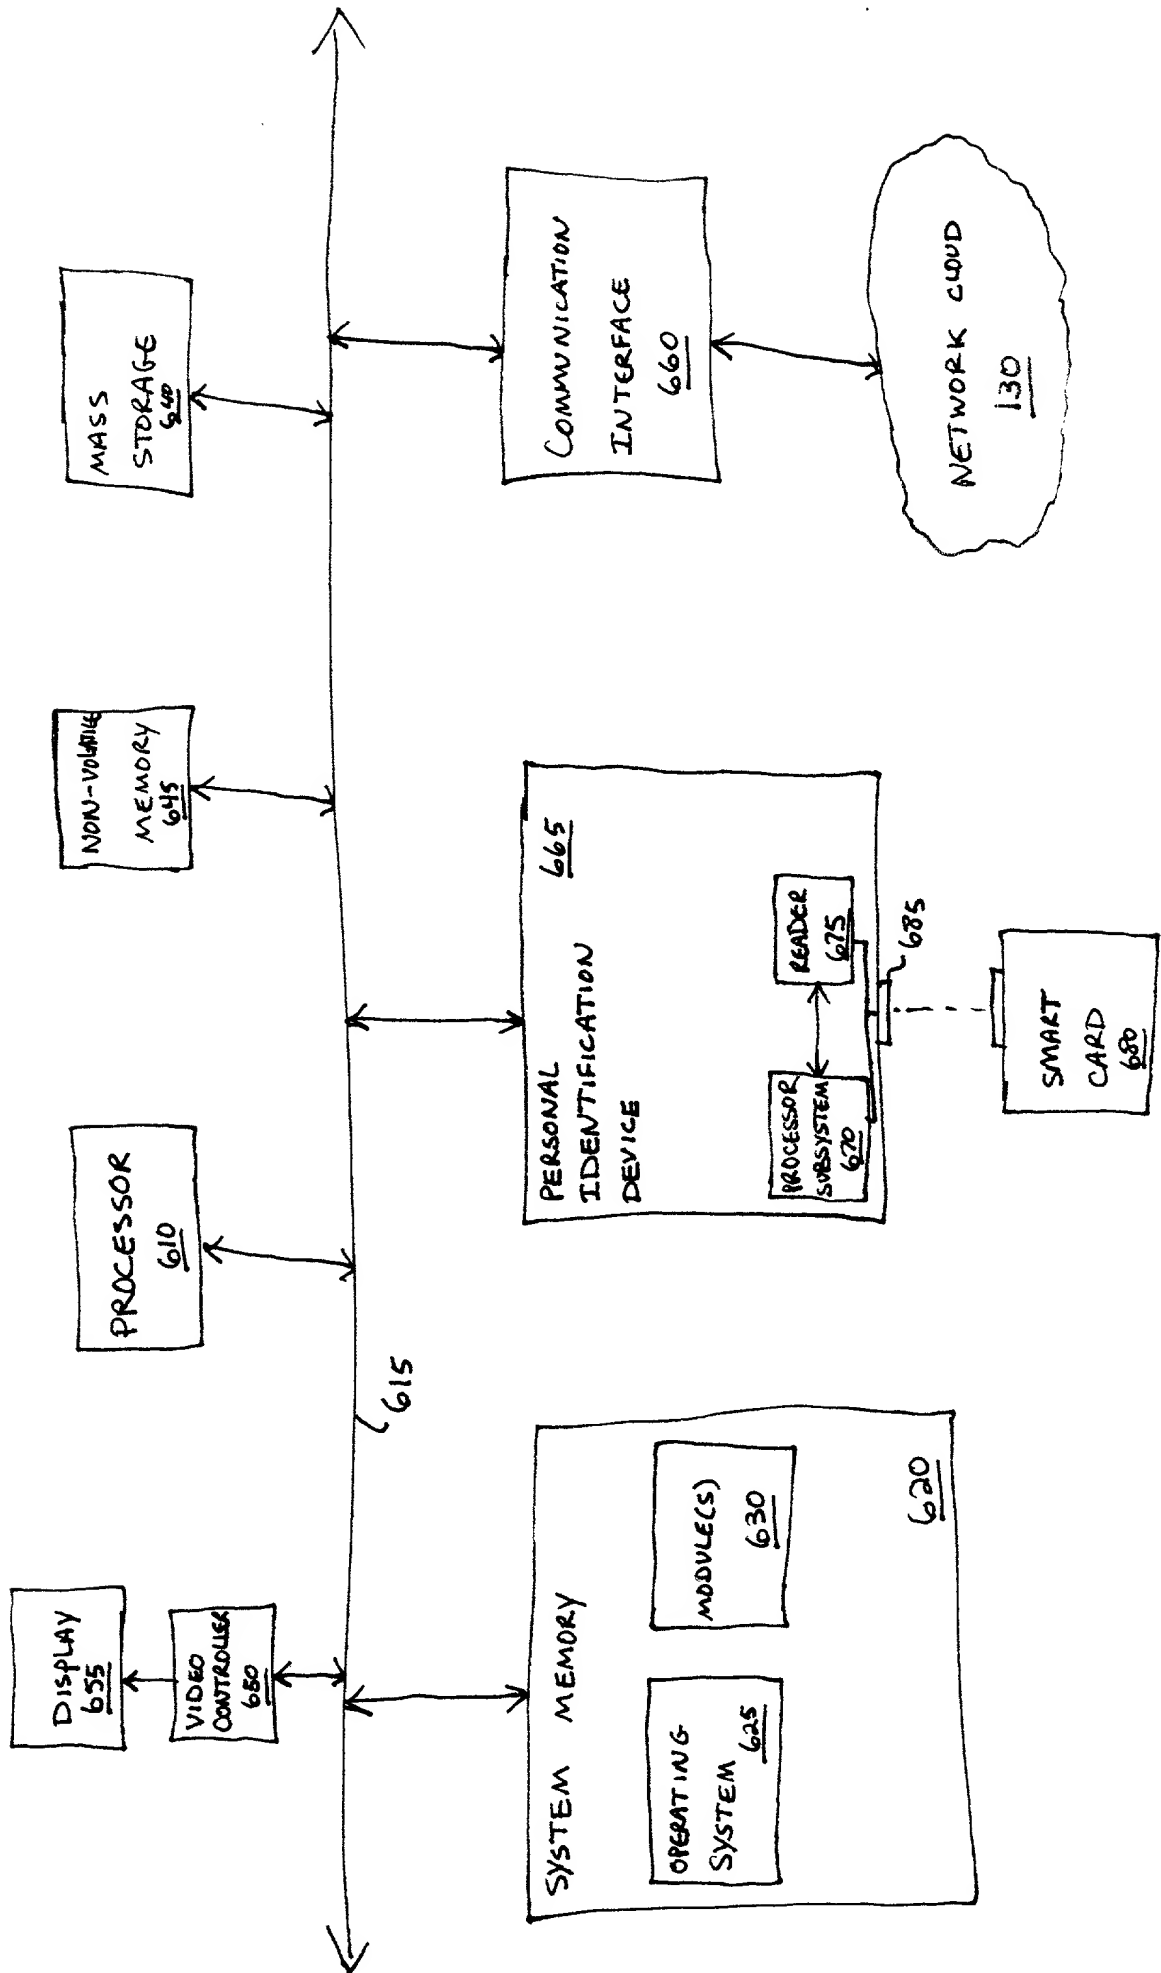 DISPLAY
655
VIDEO
CONTROLLER
650
PROCESSOR
610
NON-VOLATILE
MEMORY
645
MASS
STORAGE
640
615
SYSTEM MEMORY
OPERATING
SYSTEM 625
MODULE(S)
630
620
PERSONAL
IDENTIFICATION
DEVICE
665
PROCESSOR
SUBSYSTEM
670
READER
675
685
SMART
CARD
680
COMMUNICATION
INTERFACE
660
NETWORK CLOUD
130